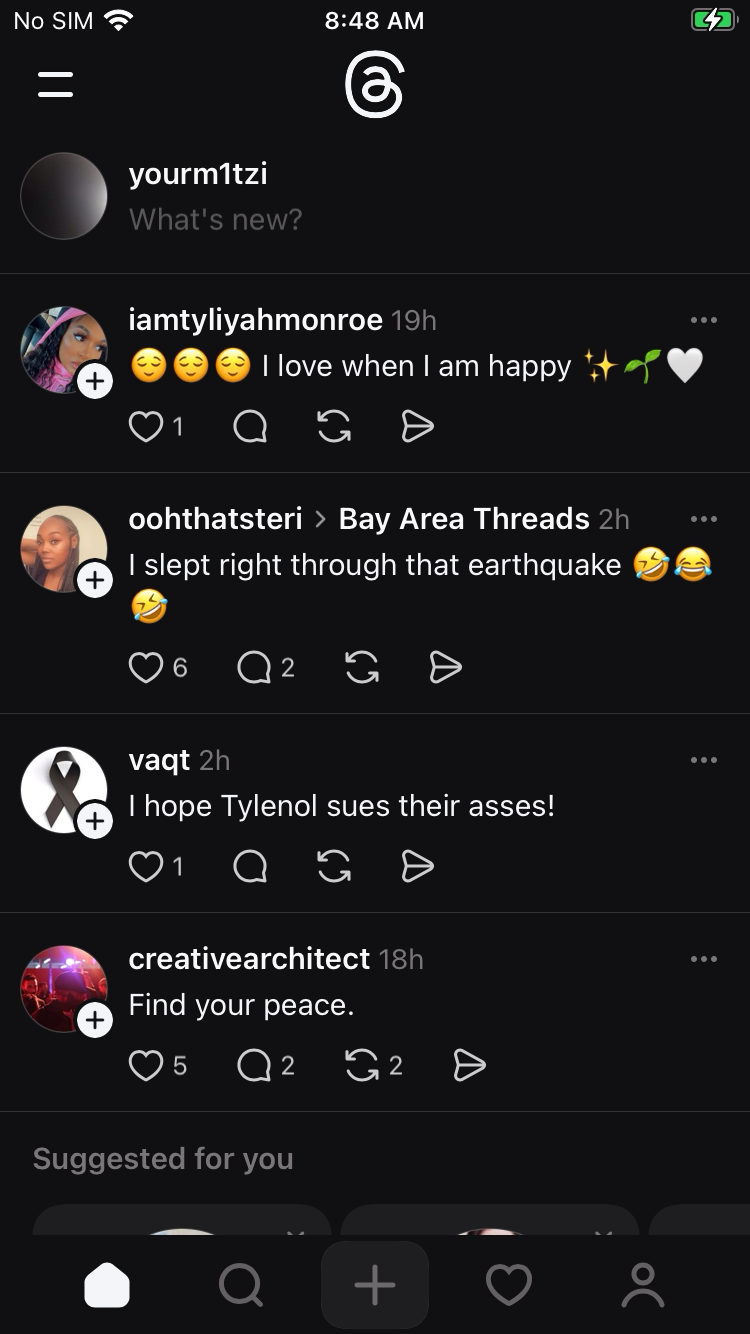 No SIM 8:48 AM
yourm1tzi
What's new?
iamtyliyahmonroe 19h
😌😌😌 I love when I am happy ✨🌱🤍
1
oohthatsteri > Bay Area Threads 2h
I slept right through that earthquake 🤣😂
🤣
6 2
vaqt 2h
I hope Tylenol sues their asses!
1
creativearchitect 18h
Find your peace.
5 2 2
Suggested for you